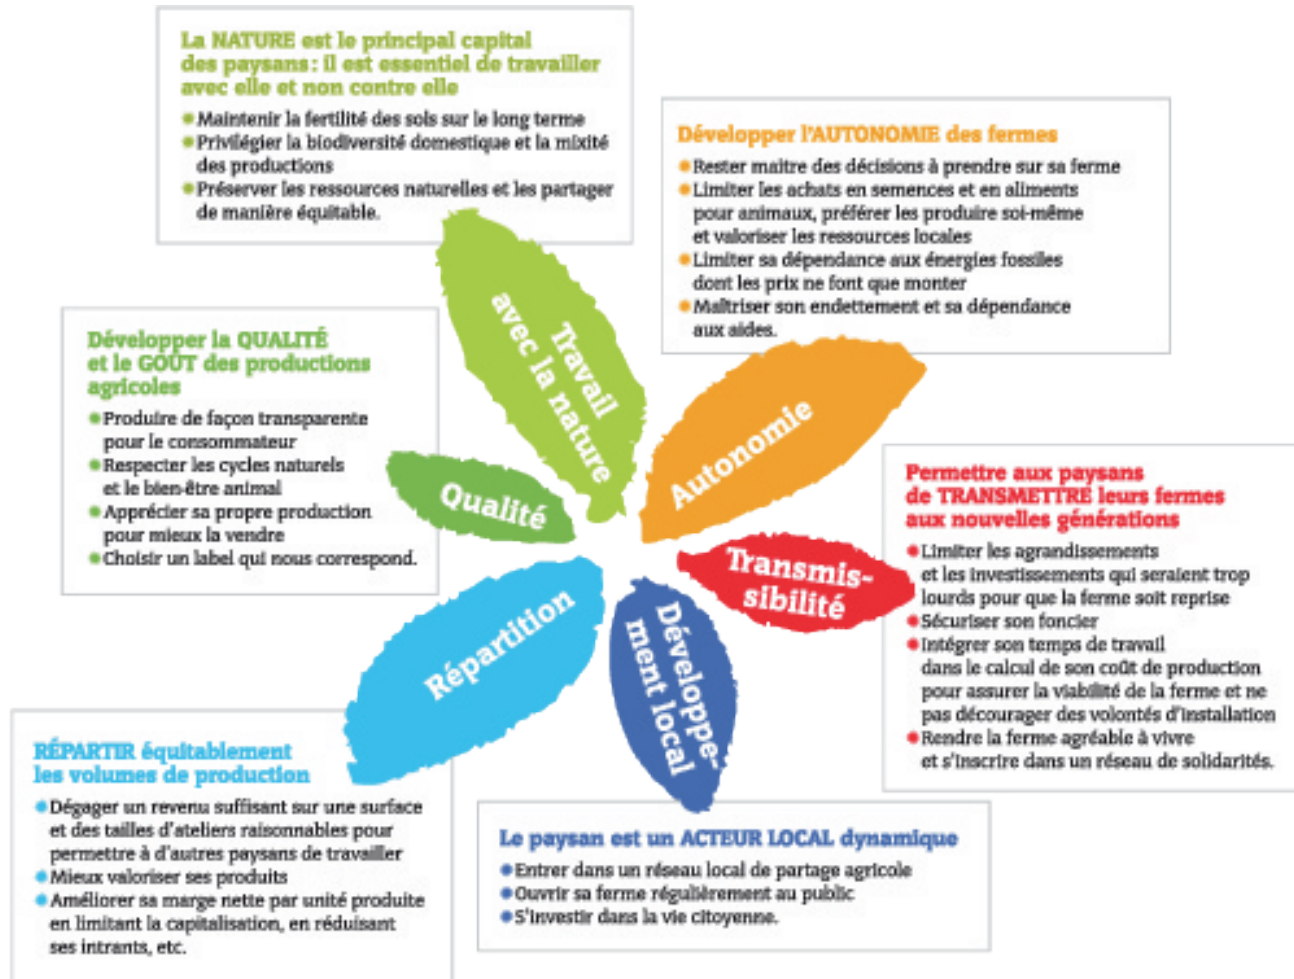 La NATURE est le principal capital
des paysans : il est essentiel de travailler
avec elle et non contre elle
Maintenir la fertilité des sols sur le long terme
Privilégier la biodiversité domestique et la mixité
des productions
Préserver les ressources naturelles et les partager
de manière équitable.
Développer l'AUTONOMIE des fermes
Rester maître des décisions à prendre sur sa ferme
Limiter les achats en semences et en aliments
pour animaux, préférer les produire soi-même
et valoriser les ressources locales
Limiter sa dépendance aux énergies fossiles
dont les prix ne font que monter
Maîtriser son endettement et sa dépendance
aux aides.
Développer la QUALITÉ
et le GOÛT des productions
agricoles
Produire de façon transparente
pour le consommateur
Respecter les cycles naturels
et le bien-être animal
Apprécier sa propre production
pour mieux la vendre
Choisir un label qui nous correspond.
Travail
avec la nature
Autonomie
Qualité
Transmis-
sibilité
Répartition
Développe-
ment local
Permettre aux paysans
de TRANSMETTRE leurs fermes
aux nouvelles générations
Limiter les agrandissements
et les investissements qui seraient trop
lourds pour que la ferme soit reprise
Sécuriser son foncier
Intégrer son temps de travail
dans le calcul de son coût de production
pour assurer la viabilité de la ferme et ne
pas décourager des volontés d'installation
Rendre la ferme agréable à vivre
et s'inscrire dans un réseau de solidarités.
RÉPARTIR équitablement
les volumes de production
Dégager un revenu suffisant sur une surface
et des tailles d'ateliers raisonnables pour
permettre à d'autres paysans de travailler
Mieux valoriser ses produits
Améliorer sa marge nette par unité produite
en limitant la capitalisation, en réduisant
ses intrants, etc.
Le paysan est un ACTEUR LOCAL dynamique
Entrer dans un réseau local de partage agricole
Ouvrir sa ferme régulièrement au public
S'investir dans la vie citoyenne.